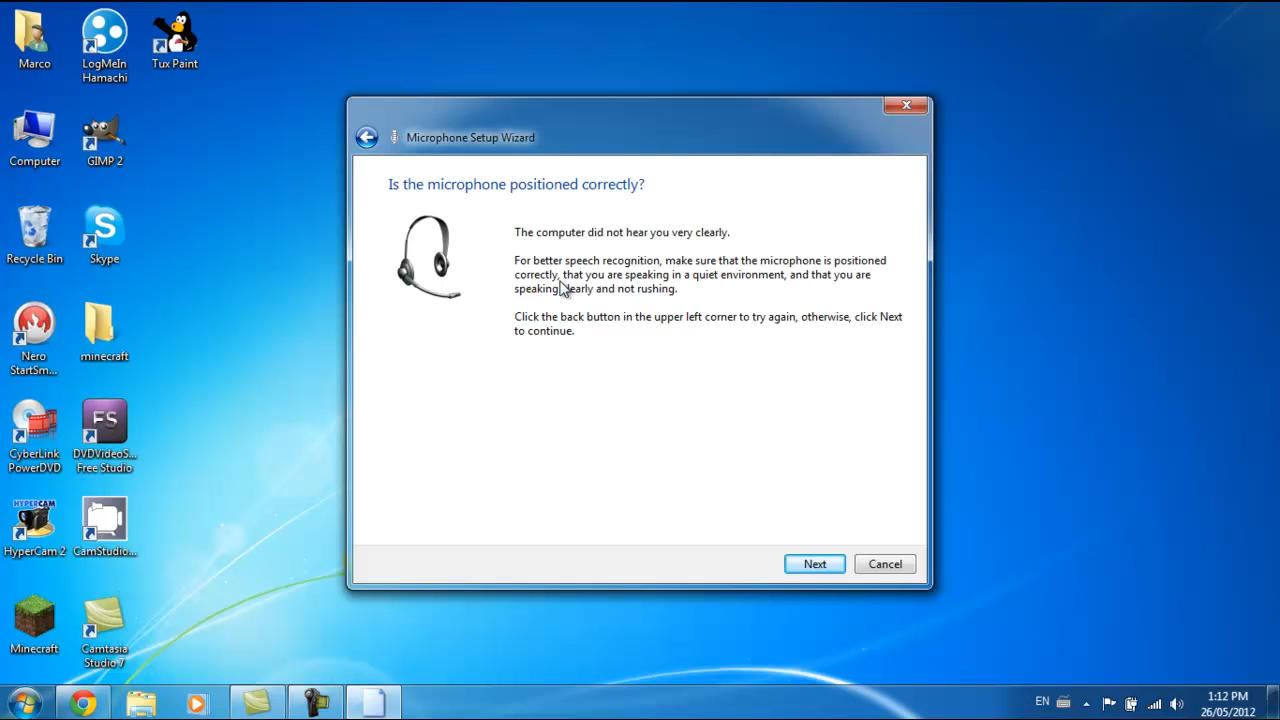 Marco
LogMeIn
Hamachi
Tux Paint
Computer
GIMP 2
Recycle Bin
Skype
Nero
StartSm...
minecraft
CyberLink
PowerDVD
FS
DVDVideoS...
Free Studio
HYPERCAM
HyperCam 2
CamStudio...
Minecraft
Camtasia
Studio 7
Microphone Setup Wizard
Is the microphone positioned correctly?
The computer did not hear you very clearly.
For better speech recognition, make sure that the microphone is positioned
correctly, that you are speaking in a quiet environment, and that you are
speaking clearly and not rushing.
Click the back button in the upper left corner to try again, otherwise, click Next
to continue.
Next
Cancel
EN
1:12 PM
26/05/2012